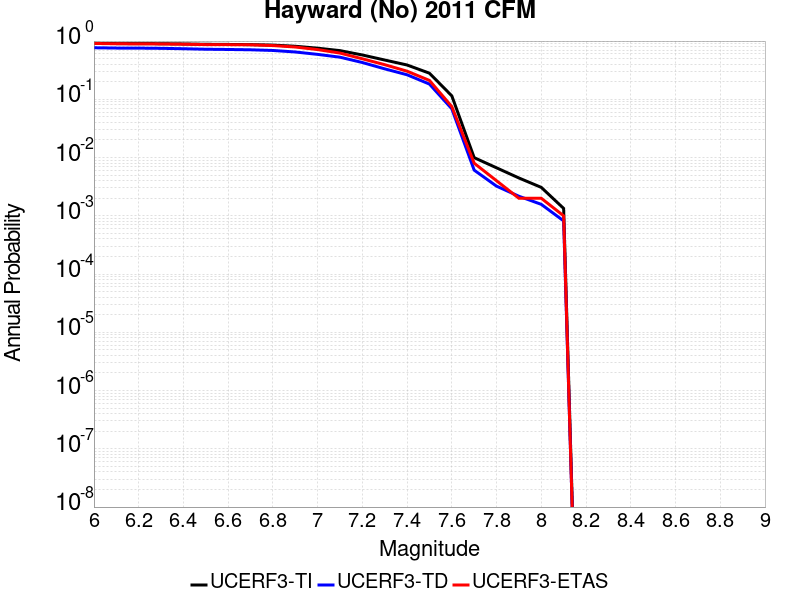 Hayward (No) 2011 CFM
10^0
10^-1
10^-2
10^-3
10^-4
10^-5
10^-6
10^-7
10^-8
Annual Probability
6 6.2 6.4 6.6 6.8 7 7.2 7.4 7.6 7.8 8 8.2 8.4 8.6 8.8 9
Magnitude
UCERF3-TI UCERF3-TD UCERF3-ETAS